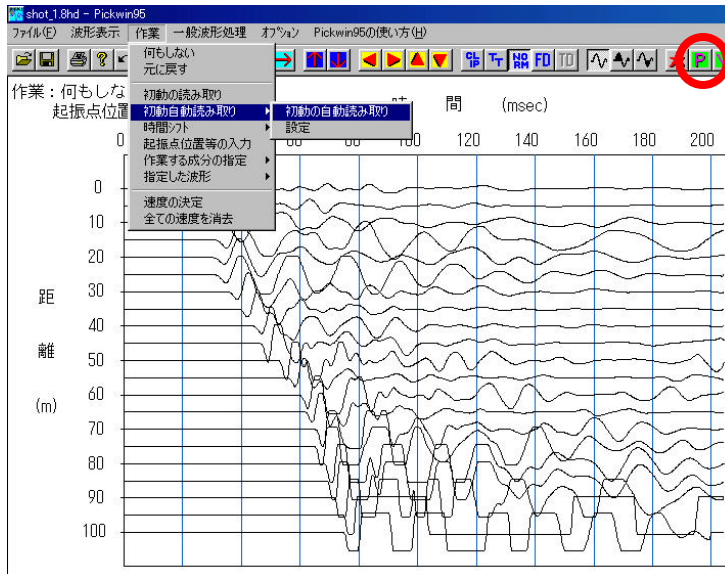 shot_1.8hd - Pickwin95
ファイル(F) 波形表示 作業 一般波形処理 オプション Pickwin95の使い方(H)
CL IP TT NO RM FD TD P
何もしない
元に戻す
初動の読み取り
初動自動読み取り
時間シフト
起振点位置等の入力
作業する成分の指定
指定した波形
速度の決定
全ての速度を消去
初動の自動読み取り
設定
作業：何もしな
起振点位置
間 (msec)
0 80 100 120 140 160 180 200
0
10
20
30
40
50
60
70
80
90
100
距
離
(m)